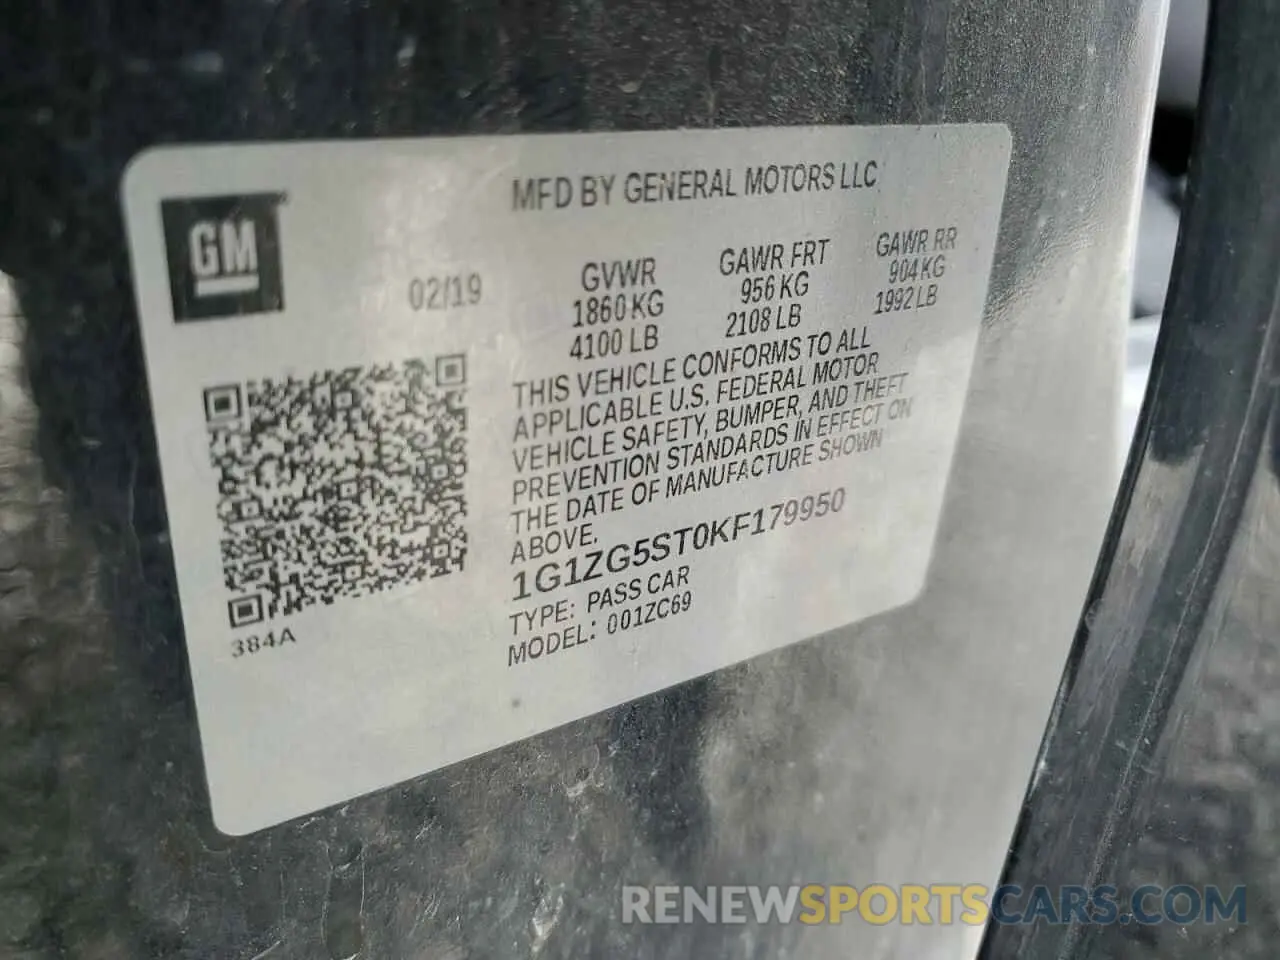 MFD BY GENERAL MOTORS LLC
GM
02/19
GVWR GAWR FRT GAWR RR
1860 KG 956 KG 904 KG
4100 LB 2108 LB 1992 LB
THIS VEHICLE CONFORMS TO ALL
APPLICABLE U.S. FEDERAL MOTOR
VEHICLE SAFETY, BUMPER, AND THEFT
PREVENTION STANDARDS IN EFFECT ON
THE DATE OF MANUFACTURE SHOWN
ABOVE.
1G1ZG5ST0KF179950
TYPE: PASS CAR
MODEL: 001ZC69
384A
RENEWSPORTSCARS.COM